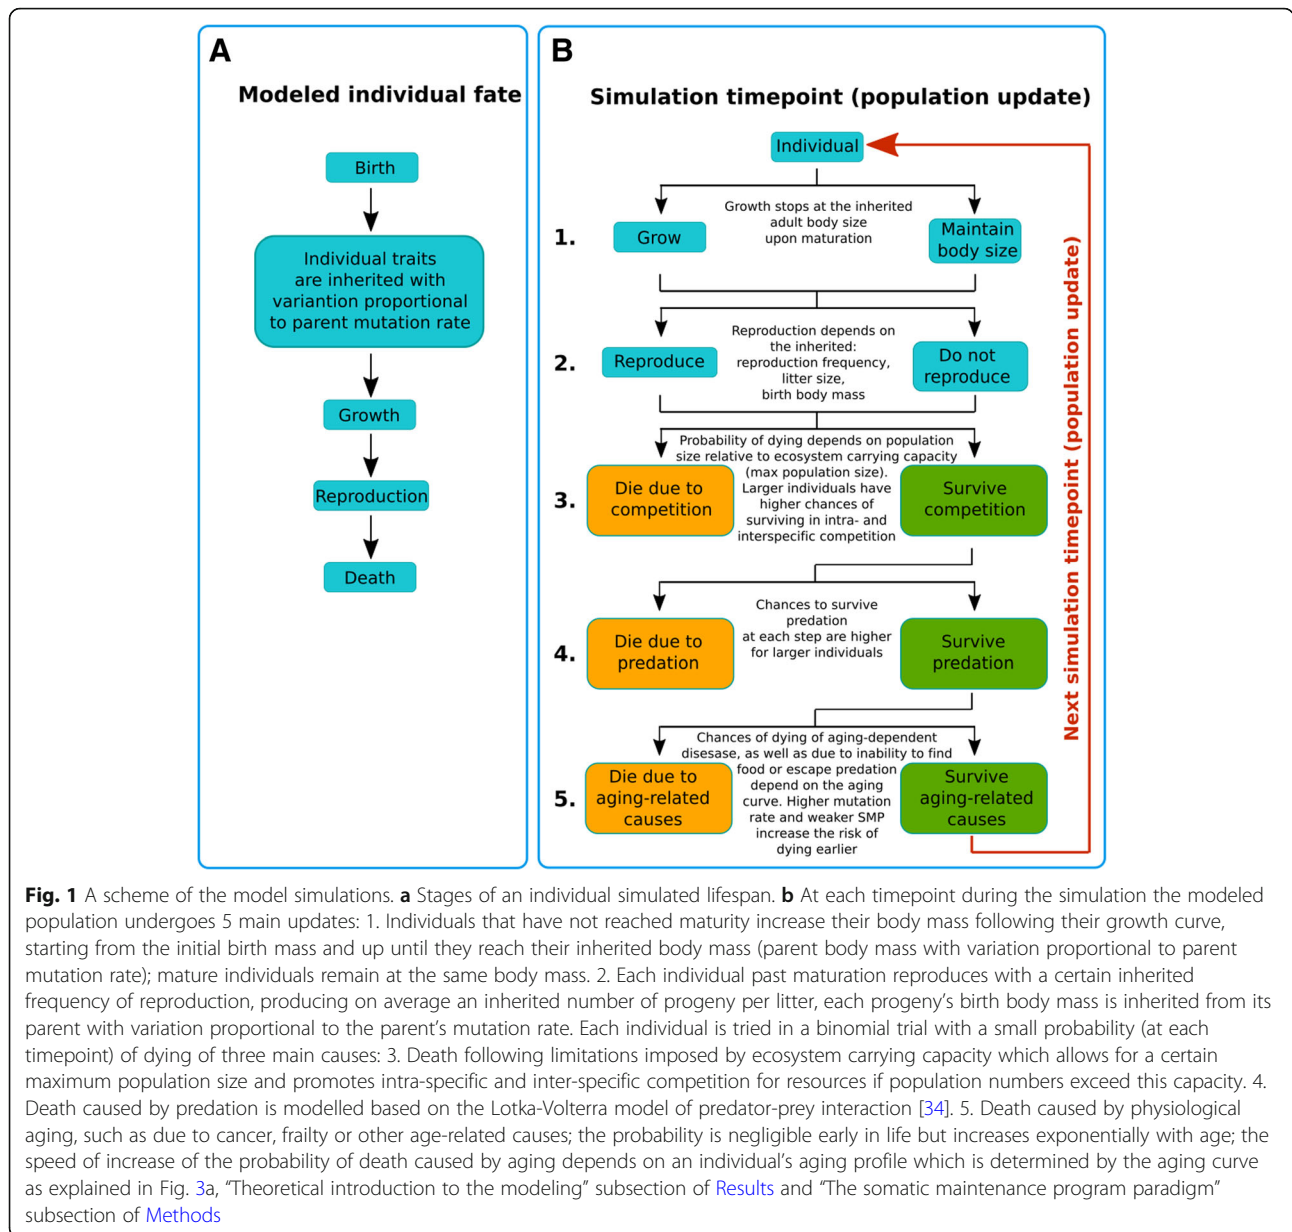 A
Modeled individual fate
Birth
Individual traits
are inherited with
variantion proportional
to parent mutation rate
Growth
Reproduction
Death
B
Simulation timepoint (population update)
Individual
Growth stops at the inherited
adult body size
upon maturation
1.
Grow
Maintain
body size
Reproduction depends on
the inherited:
reproduction frequency,
litter size,
birth body mass
2.
Reproduce
Do not
reproduce
Probability of dying depends on population
size relative to ecosystem carrying capacity
(max population size).
Larger individuals have
higher chances of
surviving in intra- and
interspecific competition
3.
Die due to
competition
Survive
competition
Chances to survive
predation
at each step are higher
for larger individuals
4.
Die due to
predation
Survive
predation
Chances of dying of aging-dependent
disesase, as well as due to inability to find
food or escape predation
depend on the aging
curve. Higher mutation
rate and weaker SMP
increase the risk of
dying earlier
5.
Die due to
aging-related
causes
Survive
aging-related
causes
Next simulation timepoint (population update)
Fig. 1 A scheme of the model simulations. a Stages of an individual simulated lifespan. b At each timepoint during the simulation the modeled
population undergoes 5 main updates: 1. Individuals that have not reached maturity increase their body mass following their growth curve,
starting from the initial birth mass and up until they reach their inherited body mass (parent body mass with variation proportional to parent
mutation rate); mature individuals remain at the same body mass. 2. Each individual past maturation reproduces with a certain inherited
frequency of reproduction, producing on average an inherited number of progeny per litter, each progeny's birth body mass is inherited from its
parent with variation proportional to the parent's mutation rate. Each individual is tried in a binomial trial with a small probability (at each
timepoint) of dying of three main causes: 3. Death following limitations imposed by ecosystem carrying capacity which allows for a certain
maximum population size and promotes intra-specific and inter-specific competition for resources if population numbers exceed this capacity. 4.
Death caused by predation is modelled based on the Lotka-Volterra model of predator-prey interaction [34]. 5. Death caused by physiological
aging, such as due to cancer, frailty or other age-related causes; the probability is negligible early in life but increases exponentially with age; the
speed of increase of the probability of death caused by aging depends on an individual's aging profile which is determined by the aging curve
as explained in Fig. 3a, "Theoretical introduction to the modeling" subsection of Results and "The somatic maintenance program paradigm"
subsection of Methods